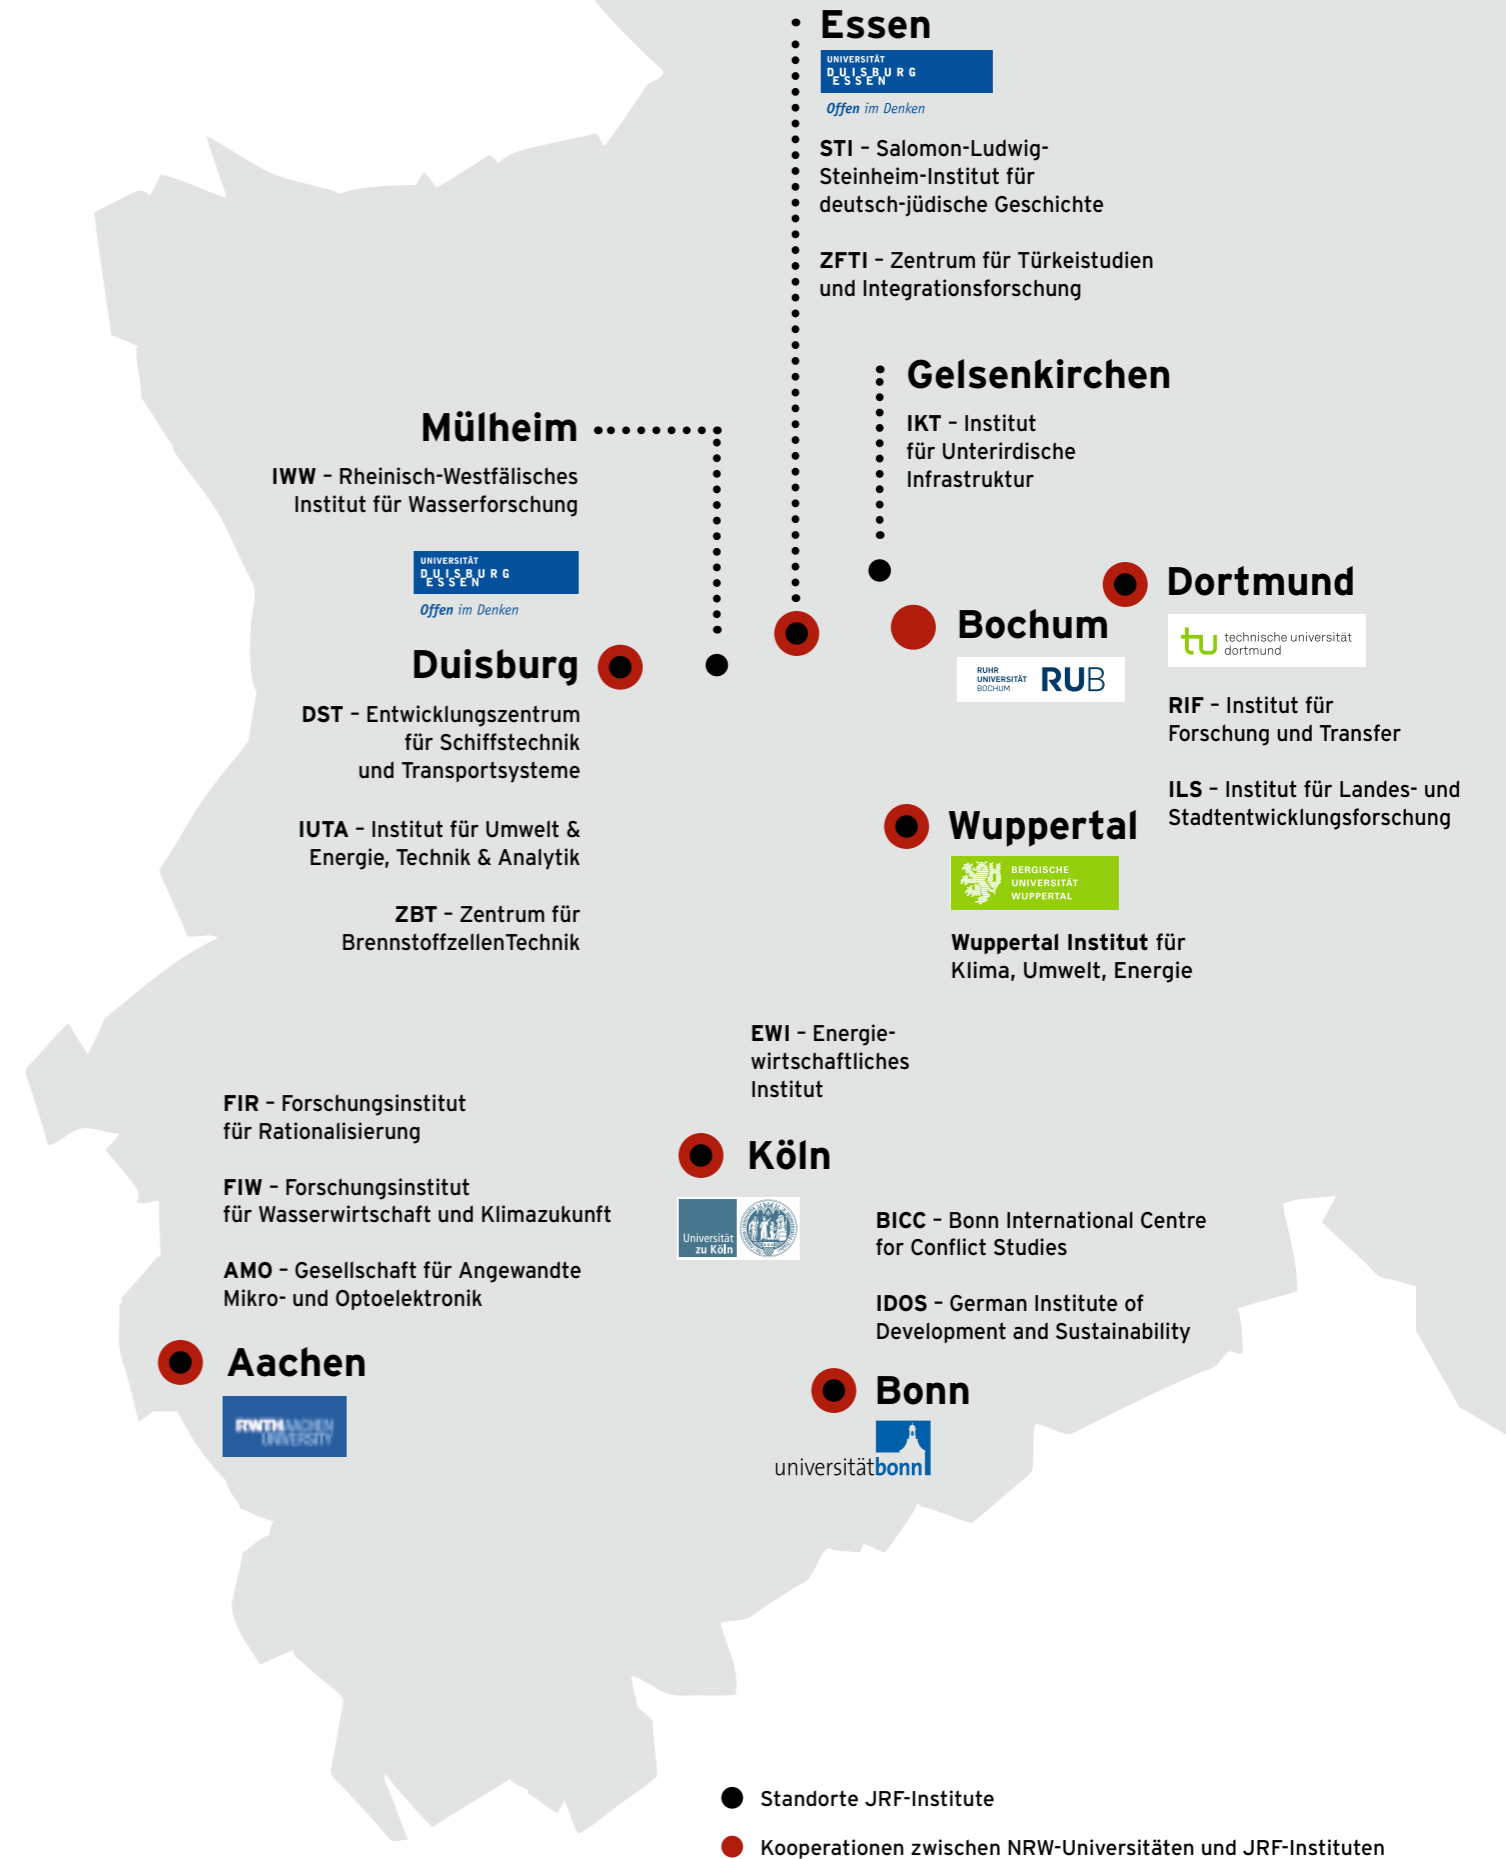 Essen
UNIVERSITÄT
DUISBURG
ESSEN
Offen im Denken
STI – Salomon-Ludwig-
Steinheim-Institut für
deutsch-jüdische Geschichte
ZFTI – Zentrum für Türkeistudien
und Integrationsforschung
Gelsenkirchen
IKT – Institut
für Unterirdische
Infrastruktur
Mülheim
IWW – Rheinisch-Westfälisches
Institut für Wasserforschung
UNIVERSITÄT
DUISBURG
ESSEN
Offen im Denken
Duisburg
DST – Entwicklungszentrum
für Schiffstechnik
und Transportsysteme
IUTA – Institut für Umwelt &
Energie, Technik & Analytik
ZBT – Zentrum für
BrennstoffzellenTechnik
Bochum
RUHR
UNIVERSITÄT
BOCHUM
RUB
Dortmund
tu technische universität
dortmund
RIF – Institut für
Forschung und Transfer
ILS – Institut für Landes- und
Stadtentwicklungsforschung
Wuppertal
BERGISCHE
UNIVERSITÄT
WUPPERTAL
Wuppertal Institut für
Klima, Umwelt, Energie
EWI – Energie-
wirtschaftliches
Institut
Köln
Universität
zu Köln
FIR – Forschungsinstitut
für Rationalisierung
FIW – Forschungsinstitut
für Wasserwirtschaft und Klimazukunft
AMO – Gesellschaft für Angewandte
Mikro- und Optoelektronik
Aachen
RWTHAACHEN
UNIVERSITY
BICC – Bonn International Centre
for Conflict Studies
IDOS – German Institute of
Development and Sustainability
Bonn
universitätbonn
Standorte JRF-Institute
Kooperationen zwischen NRW-Universitäten und JRF-Instituten